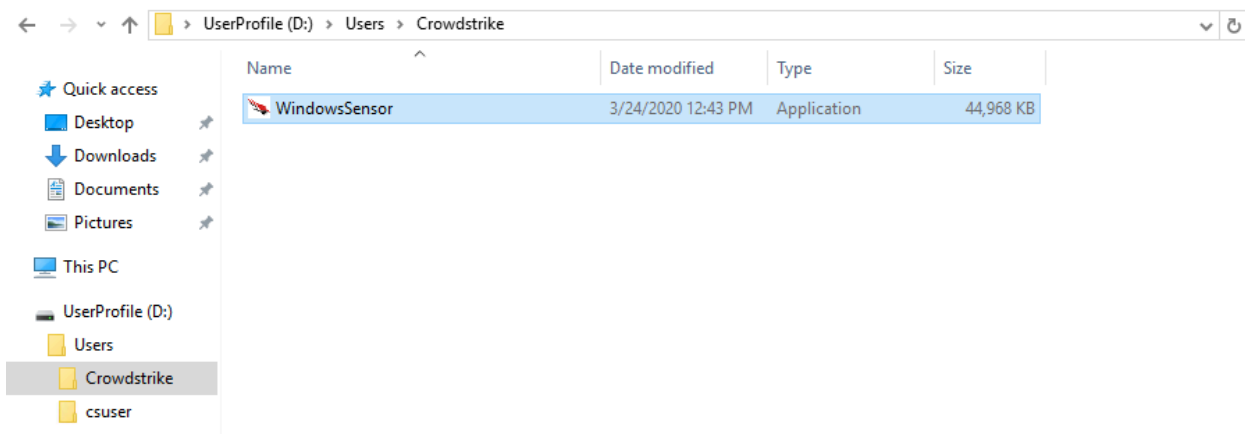 UserProfile (D:) > Users > Crowdstrike
Name Date modified Type Size
Quick access
WindowsSensor 3/24/2020 12:43 PM Application 44,968 KB
Desktop
Downloads
Documents
Pictures
This PC
UserProfile (D:)
Users
Crowdstrike
csuser